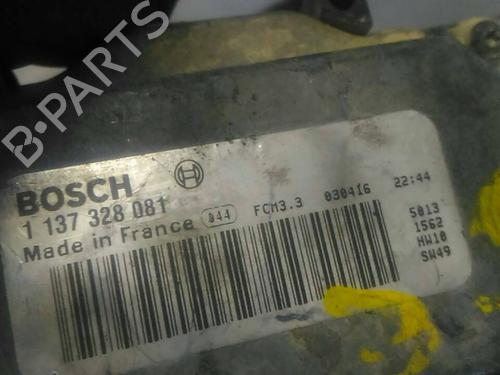 B-PARTS
BOSCH
1 137 328 081
Made in France 044 FCM3.3 030416 22:44
5013
1562
HW10
SW49